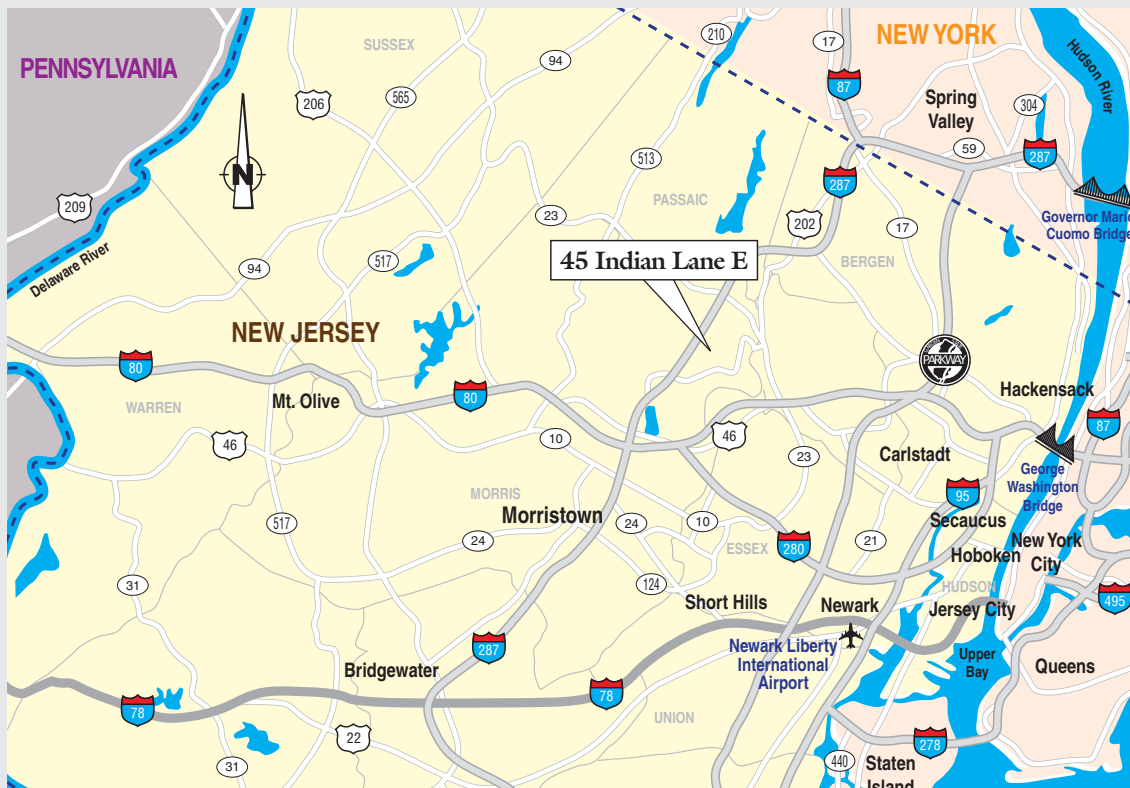 210
17
NEW YORK
Hudson River
SUSSEX
94
PENNSYLVANIA
87
565
206
Spring
Valley
304
59
287
513
287
N
PASSAIC
209
23
202
17
Governor Mario
Cuomo Bridge
Delaware River
94
517
45 Indian Lane E
BERGEN
NEW JERSEY
PARKWAY
80
80
Hackensack
WARREN
Mt. Olive
46
10
46
87
23
Carlstadt
George
Washington
Bridge
MORRIS
95
517
Morristown
24
10
Secaucus
24
ESSEX
280
21
Hoboken
New York
City
31
124
HUDSON
495
Short Hills
Newark
Jersey City
287
Newark Liberty
International
Airport
Upper
Bay
Queens
Bridgewater
78
78
UNION
22
278
31
440
Staten
Island